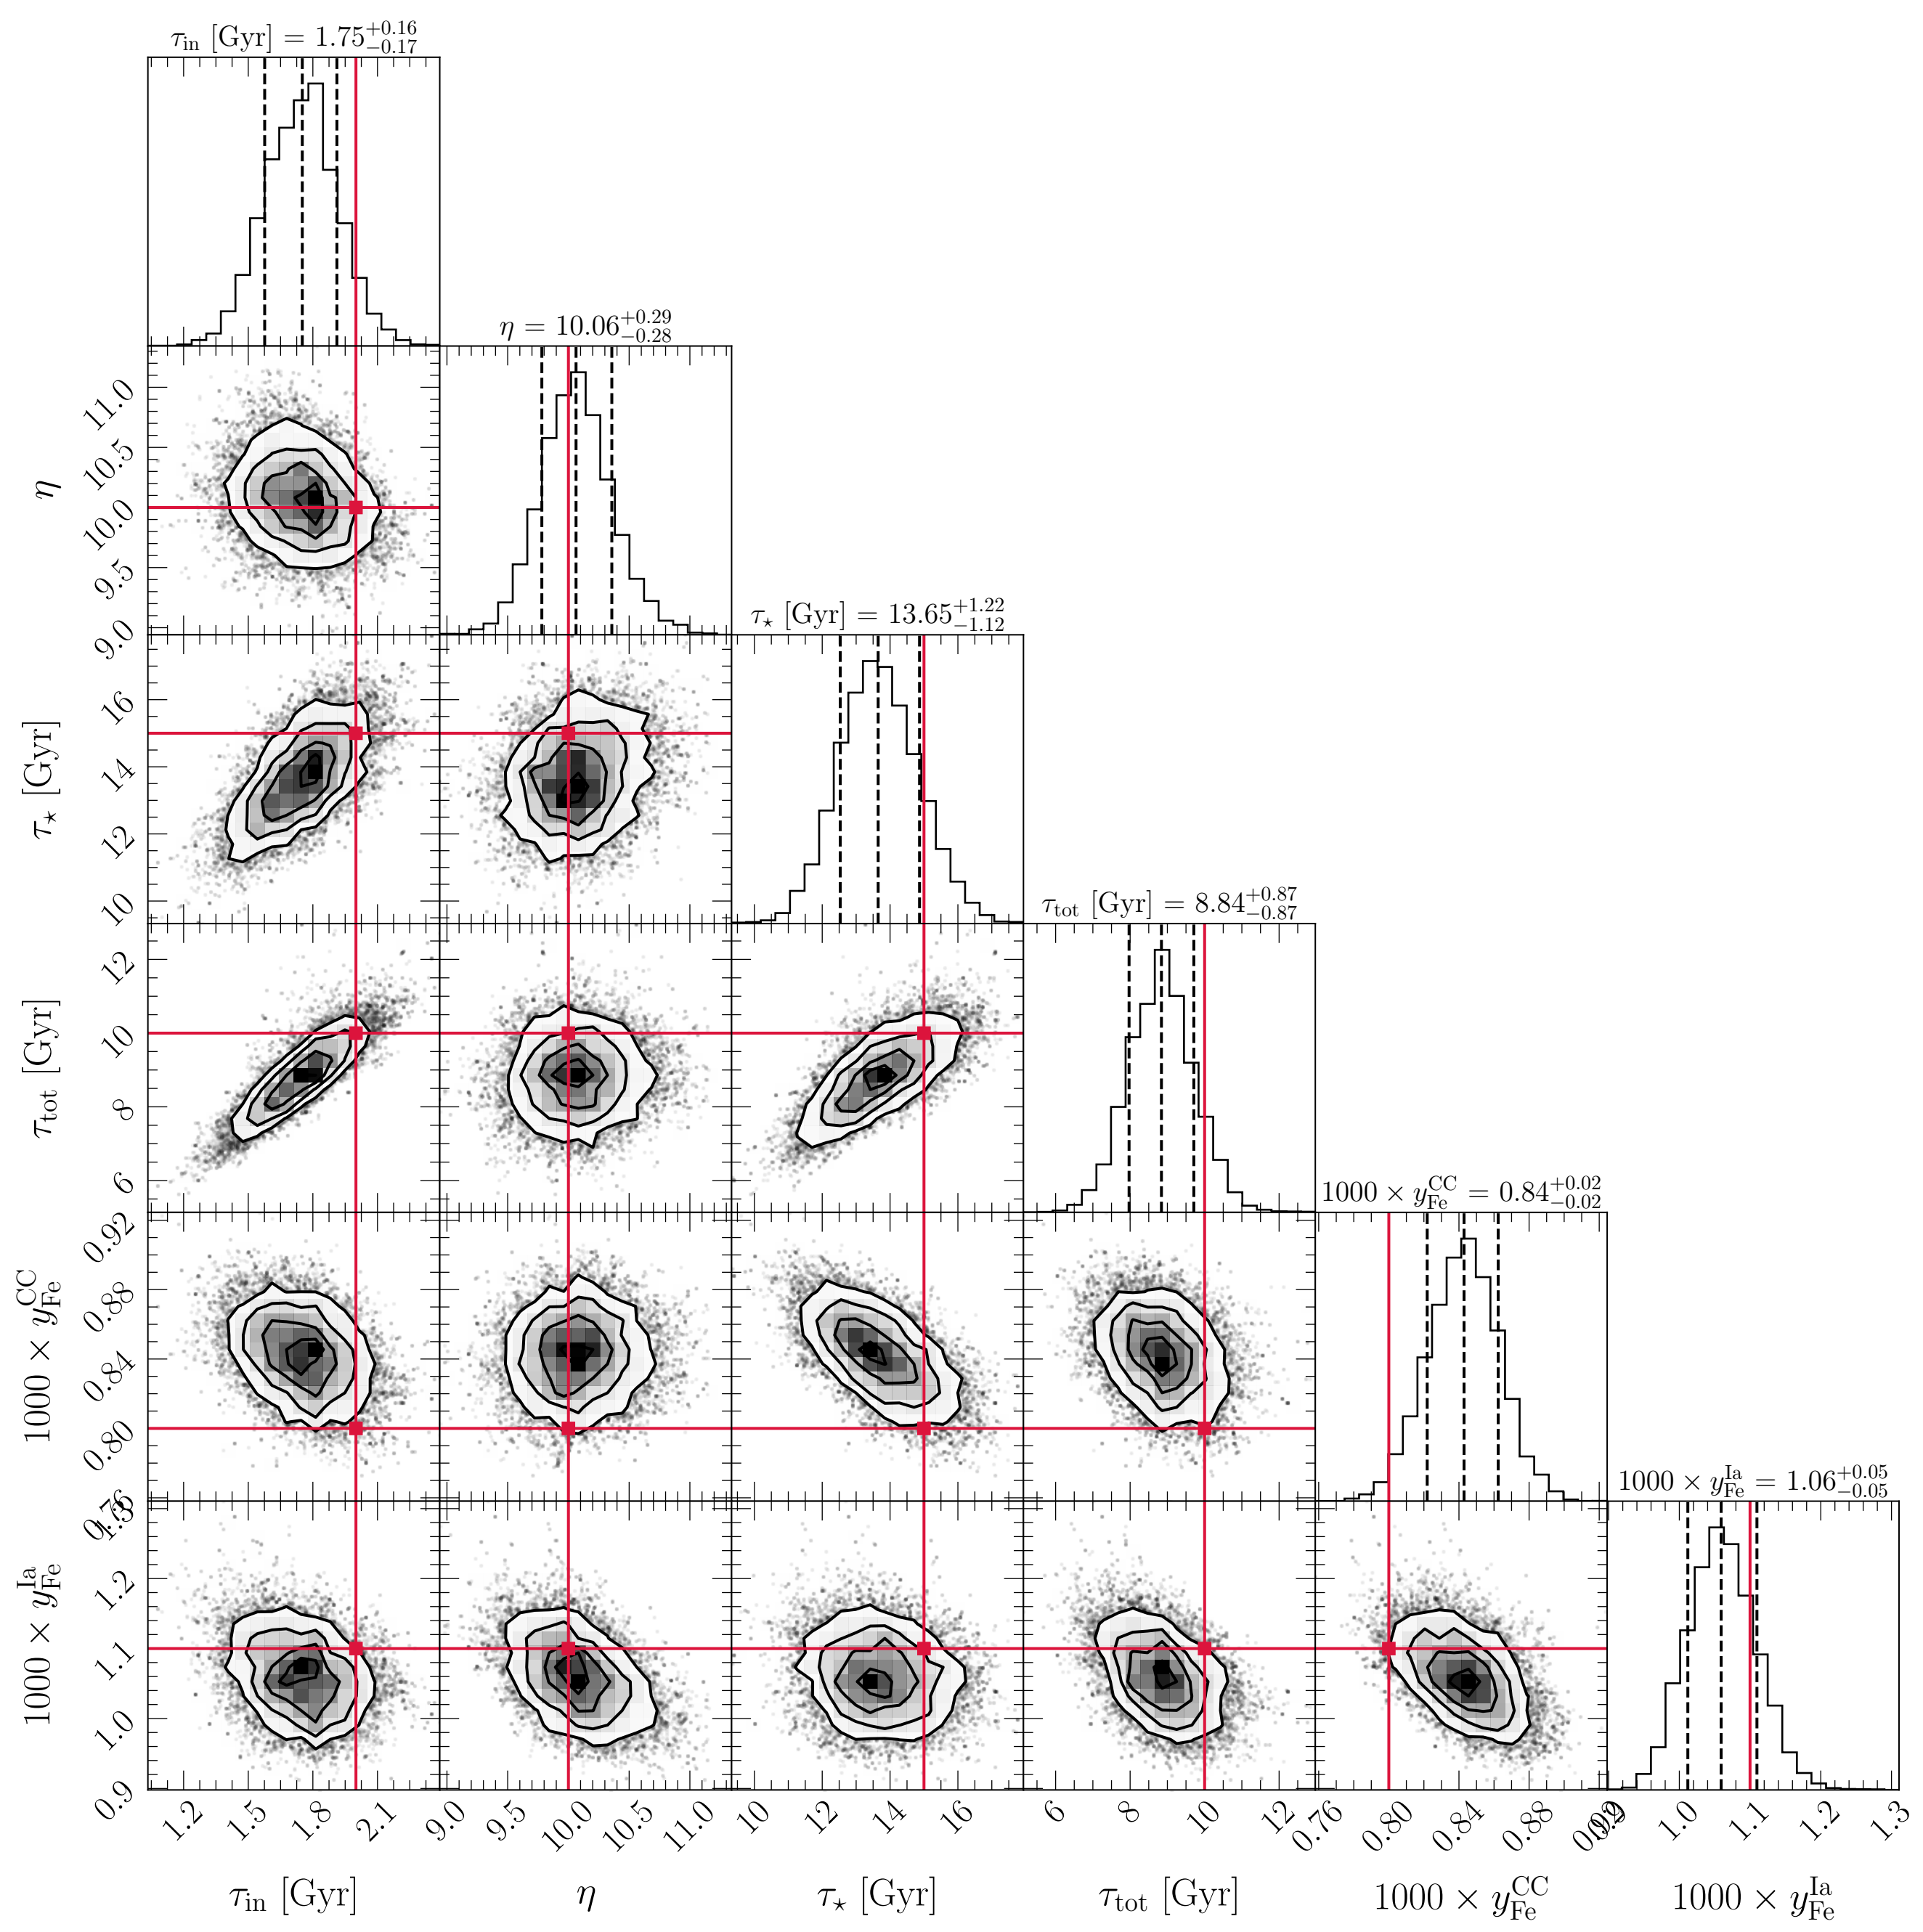 τ_in [Gyr] = 1.75^{+0.16}_{−0.17}
η = 10.06^{+0.29}_{−0.28}
11.0
10.5
10.0
9.5
9.0
η
τ_⋆ [Gyr] = 13.65^{+1.22}_{−1.12}
16
14
12
10
τ_⋆ [Gyr]
τ_tot [Gyr] = 8.84^{+0.87}_{−0.87}
12
10
8
6
τ_tot [Gyr]
1000 × y_Fe^CC = 0.84^{+0.02}_{−0.02}
0.92
0.88
0.84
0.80
0.76
1000 × y_Fe^CC
1000 × y_Fe^Ia = 1.06^{+0.05}_{−0.05}
1.3
1.2
1.1
1.0
0.9
1000 × y_Fe^Ia
1.2 1.5 1.8 2.1 9.0 9.5 10.0 10.5 11.0 10 12 14 16 6 8 10 12 0.76 0.80 0.84 0.88 0.92 0.9 1.0 1.1 1.2 1.3
τ_in [Gyr] η τ_⋆ [Gyr] τ_tot [Gyr] 1000 × y_Fe^CC 1000 × y_Fe^Ia